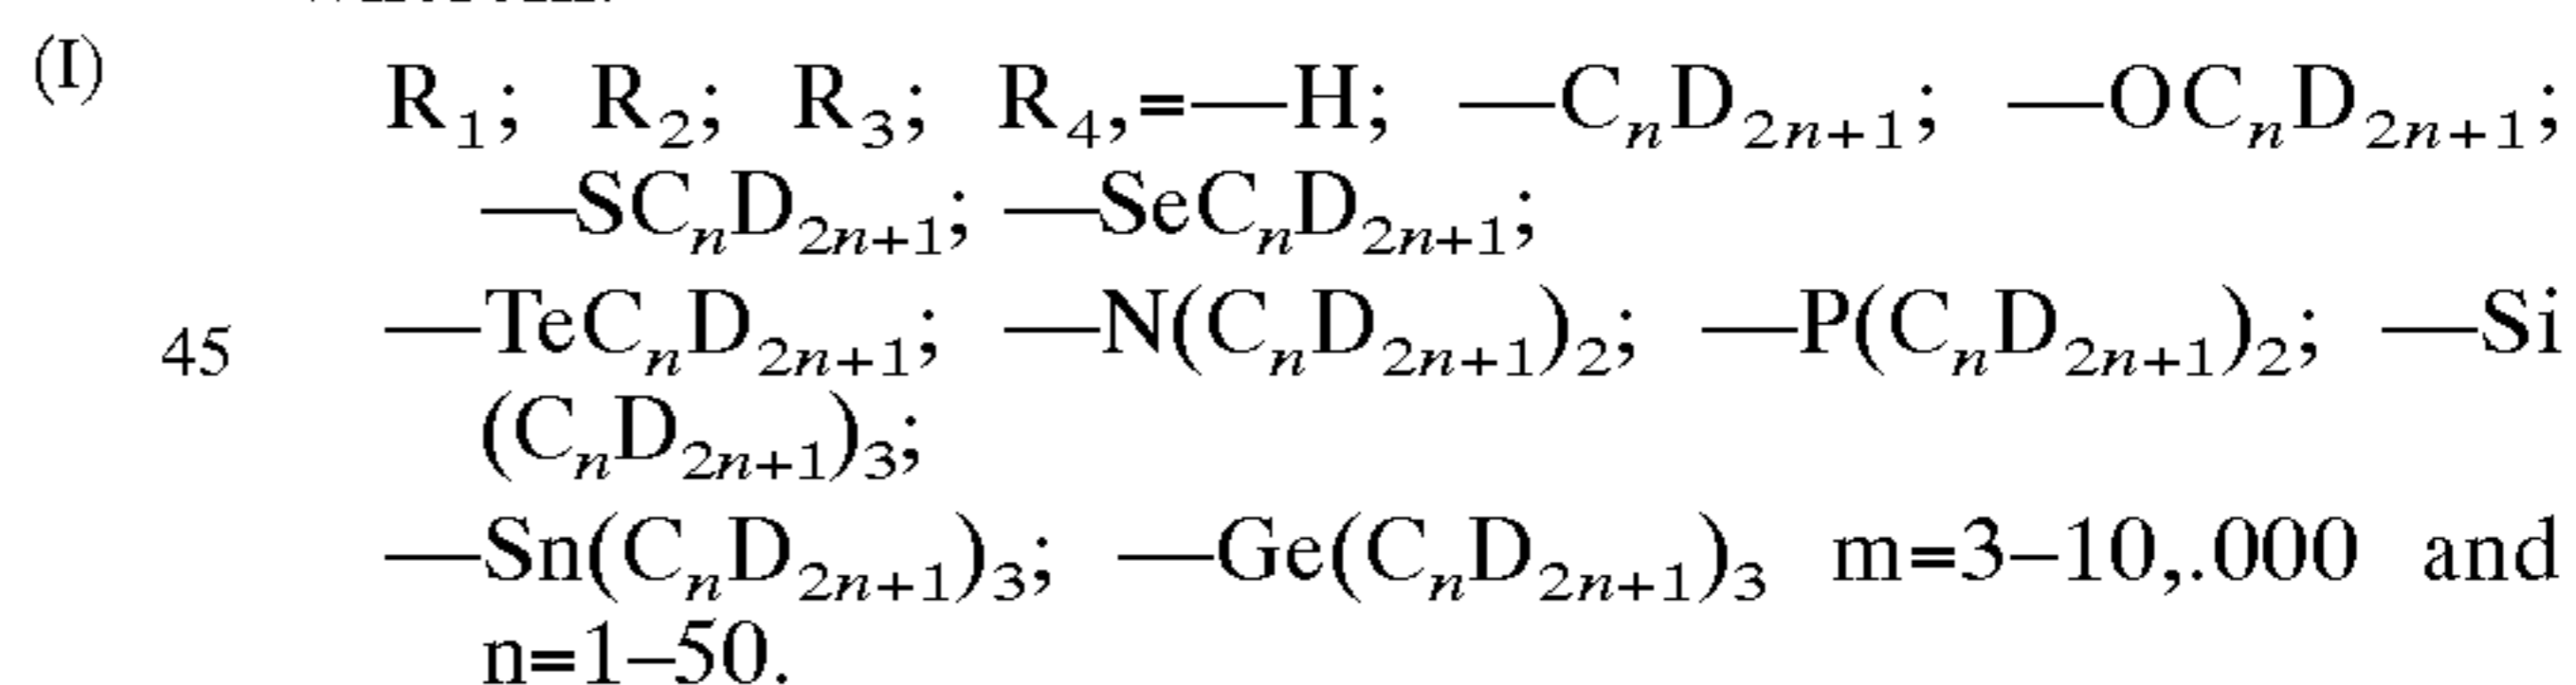 (I) R₁; R₂; R₃; R₄,=—H; —CₙD₂ₙ₊₁; —OCₙD₂ₙ₊₁;
—SCₙD₂ₙ₊₁; —SeCₙD₂ₙ₊₁;
45 —TeCₙD₂ₙ₊₁; —N(CₙD₂ₙ₊₁)₂; —P(CₙD₂ₙ₊₁)₂; —Si
(CₙD₂ₙ₊₁)₃;
—Sn(CₙD₂ₙ₊₁)₃; —Ge(CₙD₂ₙ₊₁)₃ m=3–10,.000 and
n=1–50.